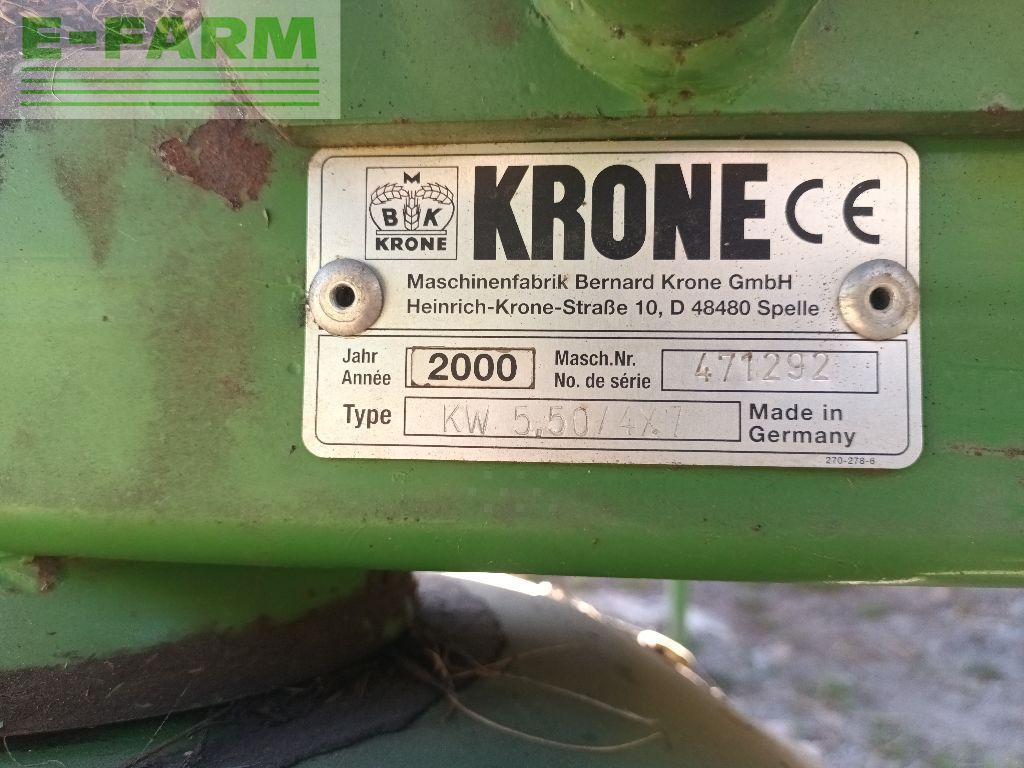 E-FARM
M
B K
KRONE
KRONE CE
Maschinenfabrik Bernard Krone GmbH
Heinrich-Krone-Straße 10, D 48480 Spelle
Jahr
Année
2000
Masch.Nr.
No. de série
471292
Type
KW 5,50/4X7
Made in
Germany
270-278-6